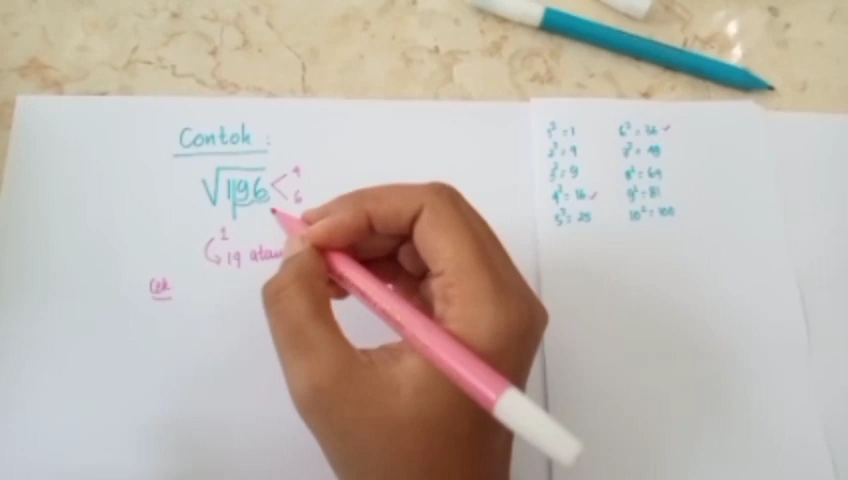 Contoh :
√196 < 4
6
1
14 atau
Cek
1² = 1
2² = 4
3² = 9
4² = 16 ✓
5² = 25
6² = 36 ✓
7² = 49
8² = 64
9² = 81
10² = 100